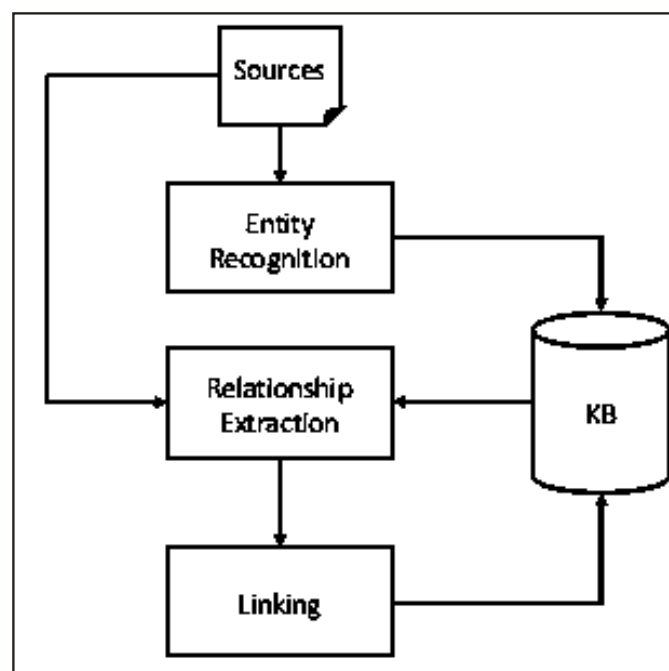 Sources
Entity
Recognition
Relationship
Extraction
KB
Linking